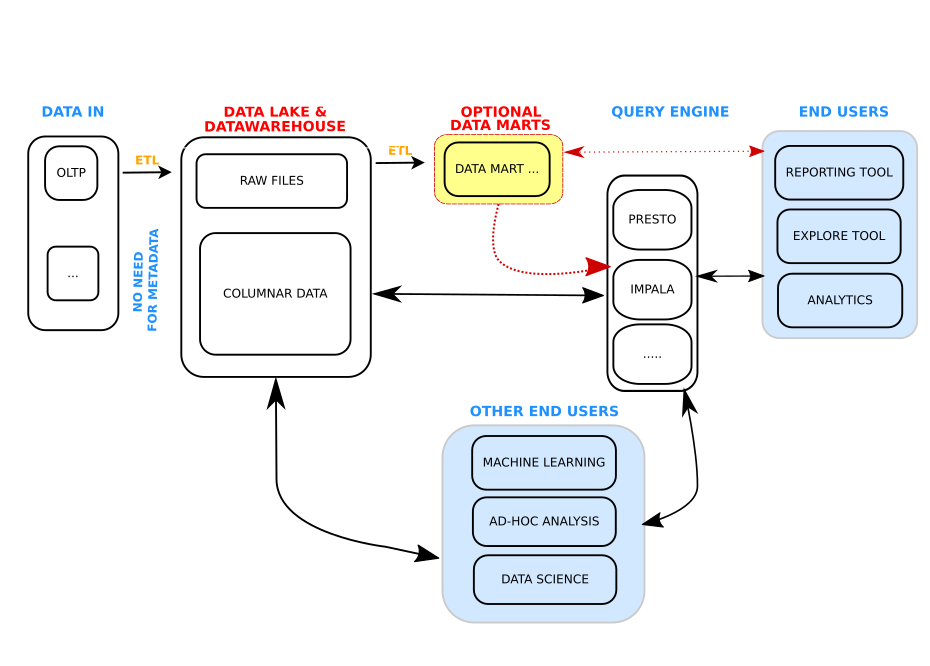 DATA IN
OLTP
...
ETL
NO NEED
FOR METADATA
DATA LAKE &
DATAWAREHOUSE
RAW FILES
COLUMNAR DATA
ETL
OPTIONAL
DATA MARTS
DATA MART ...
QUERY ENGINE
PRESTO
IMPALA
.....
END USERS
REPORTING TOOL
EXPLORE TOOL
ANALYTICS
OTHER END USERS
MACHINE LEARNING
AD-HOC ANALYSIS
DATA SCIENCE